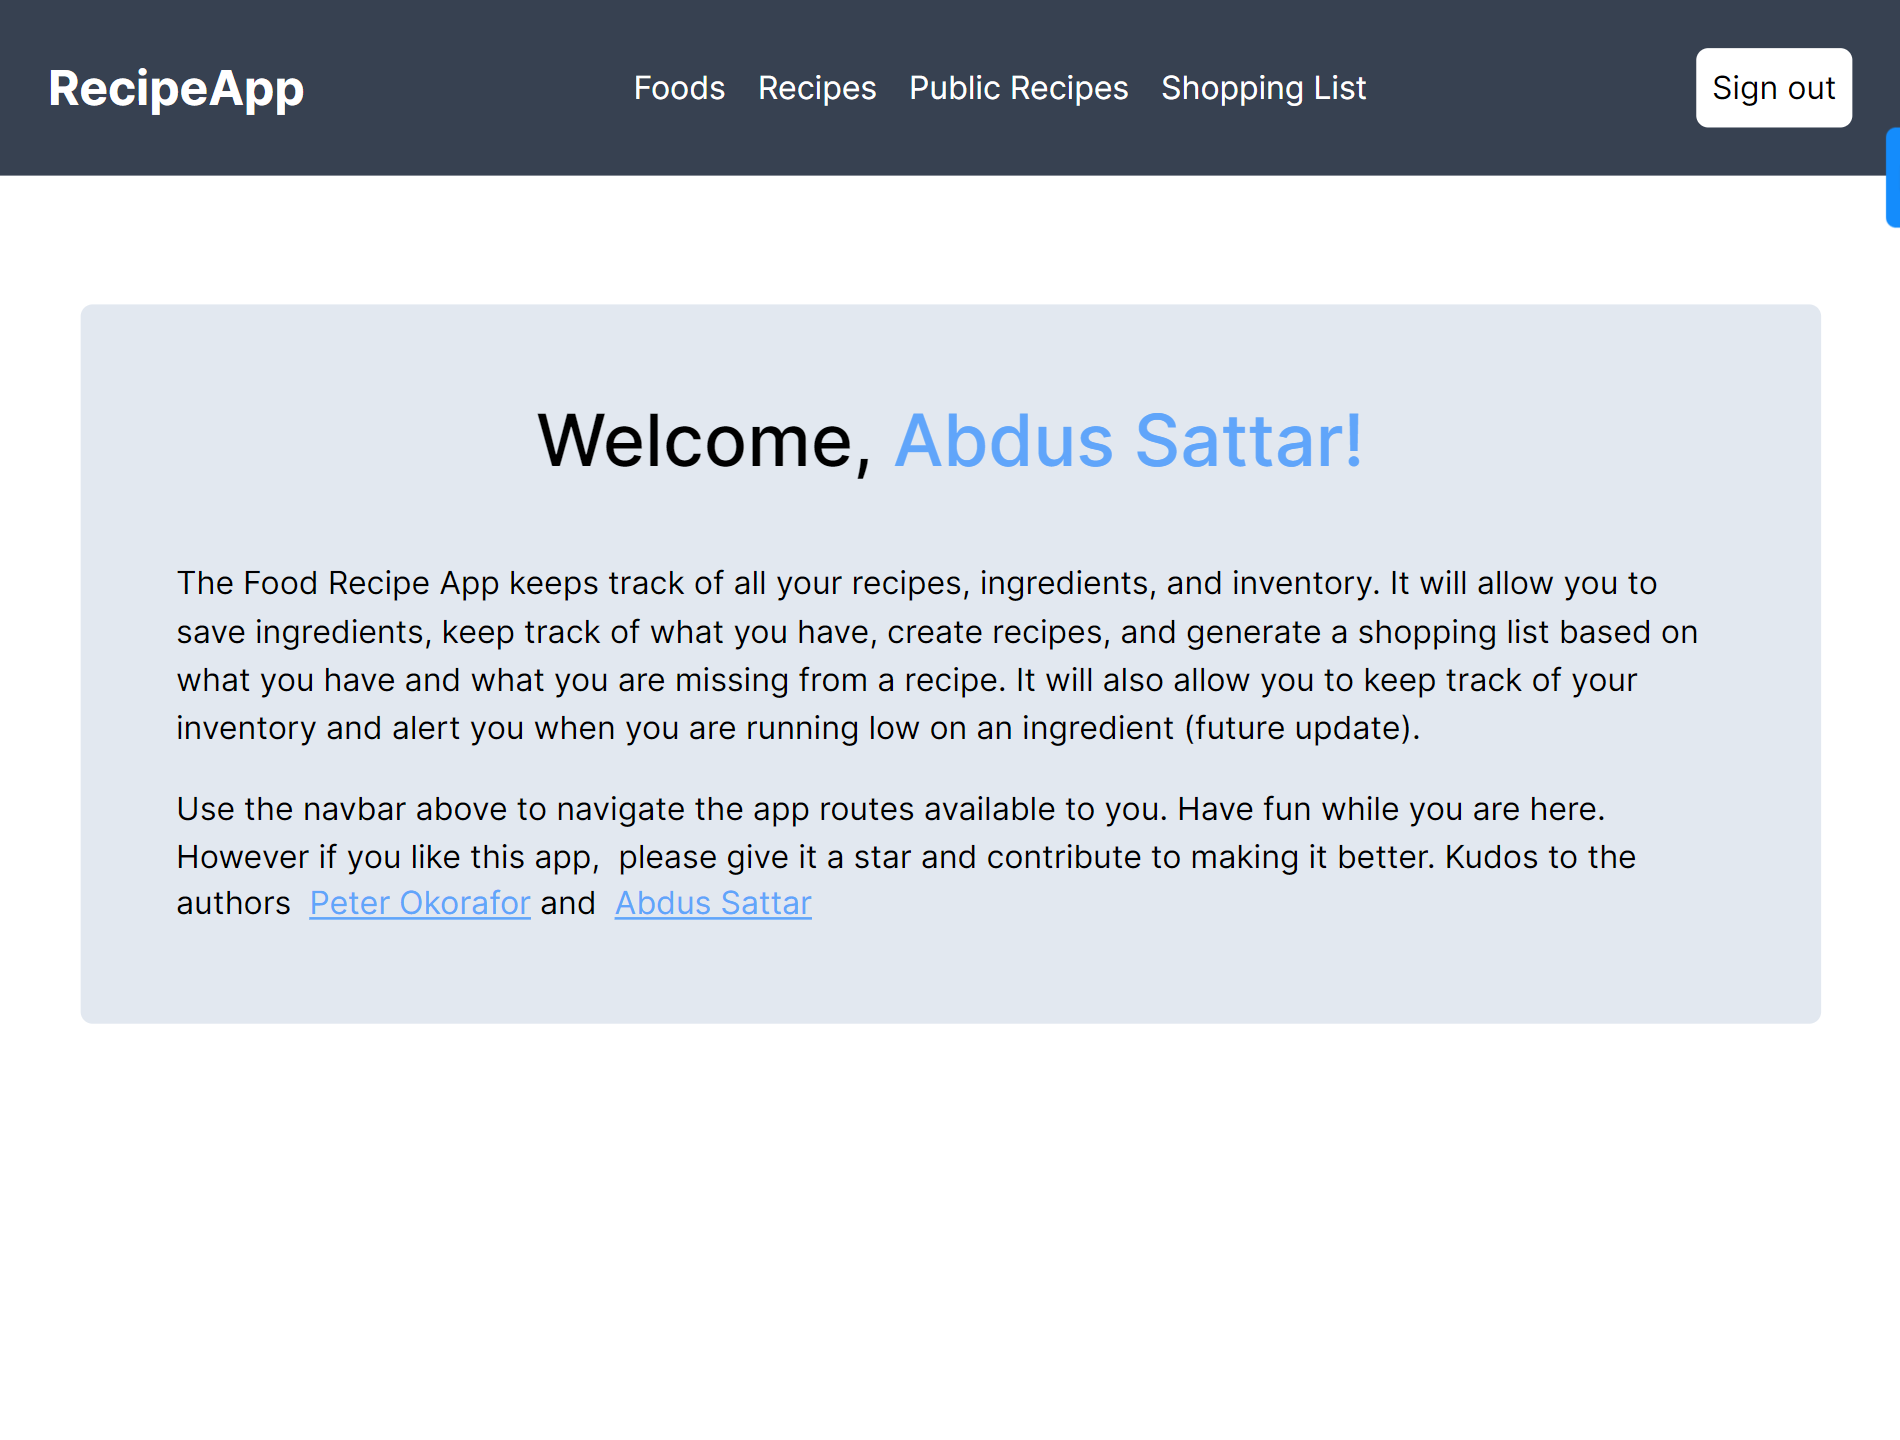 RecipeApp
Foods Recipes Public Recipes Shopping List
Sign out
Welcome, Abdus Sattar!
The Food Recipe App keeps track of all your recipes, ingredients, and inventory. It will allow you to
save ingredients, keep track of what you have, create recipes, and generate a shopping list based on
what you have and what you are missing from a recipe. It will also allow you to keep track of your
inventory and alert you when you are running low on an ingredient (future update).
Use the navbar above to navigate the app routes available to you. Have fun while you are here.
However if you like this app,  please give it a star and contribute to making it better. Kudos to the
authors  Peter Okorafor and  Abdus Sattar